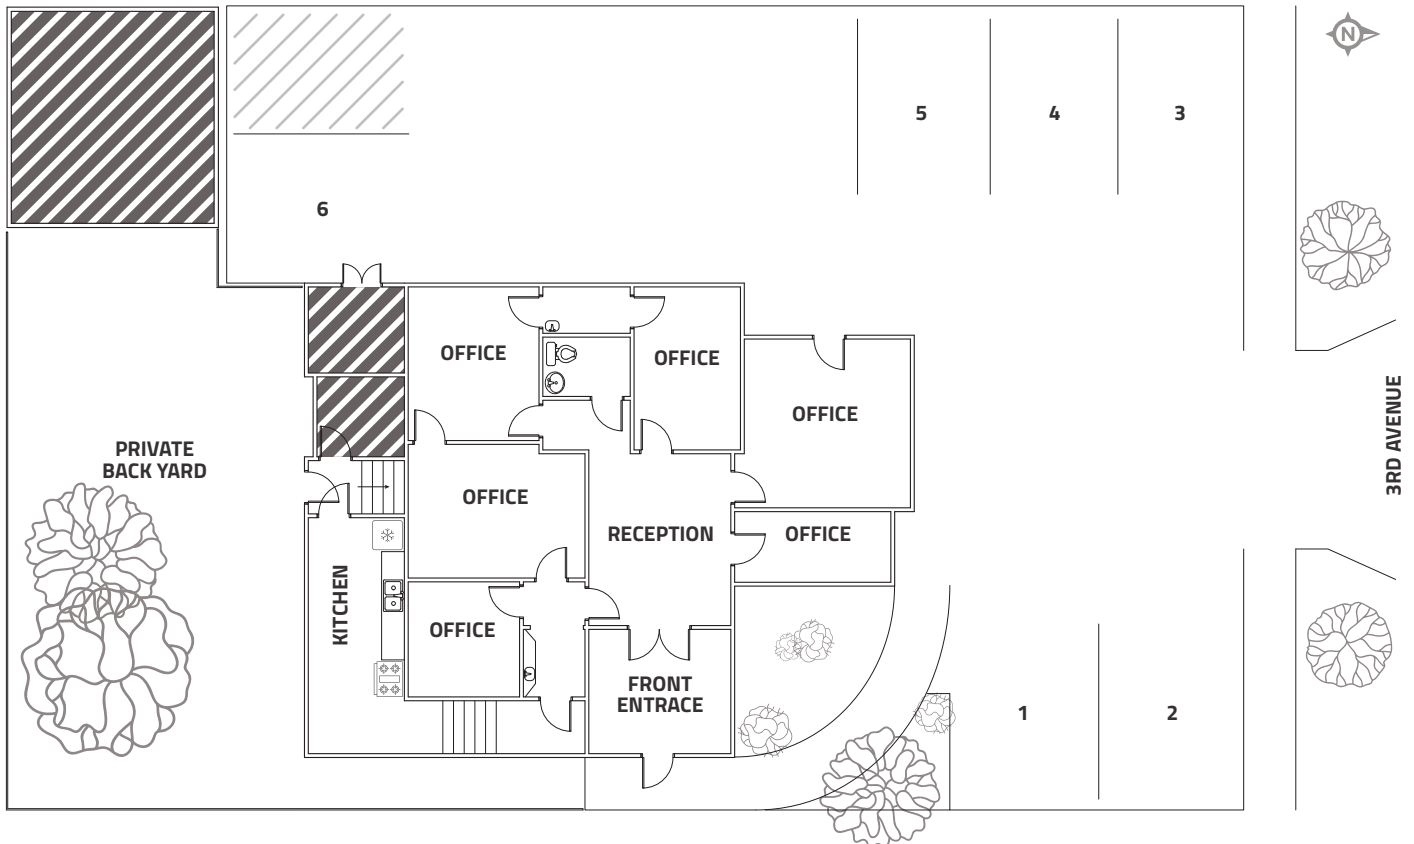 N
5
4
3
6
OFFICE
OFFICE
OFFICE
3RD AVENUE
PRIVATE
BACK YARD
OFFICE
RECEPTION
OFFICE
KITCHEN
OFFICE
FRONT
ENTRACE
1
2